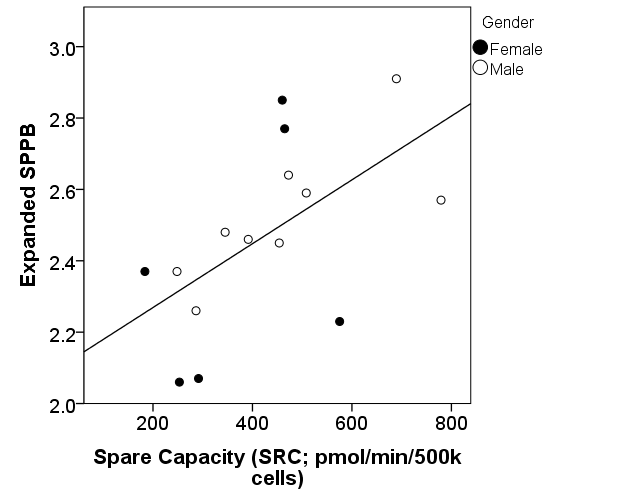 Gender
Female
Male
3.0
2.8
2.6
2.4
2.2
2.0
Expanded SPPB
200 400 600 800
Spare Capacity (SRC; pmol/min/500k
cells)